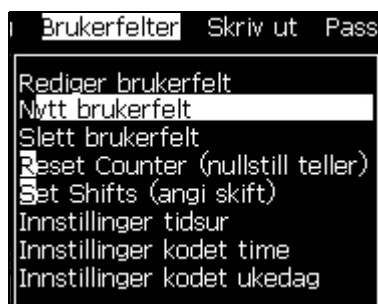 Brukerfelter Skriv ut Pass
Rediger brukerfelt
Nytt brukerfelt
Slett brukerfelt
Reset Counter (nullstill teller)
Set Shifts (angi skift)
Innstillinger tidsur
Innstillinger kodet time
Innstillinger kodet ukedag